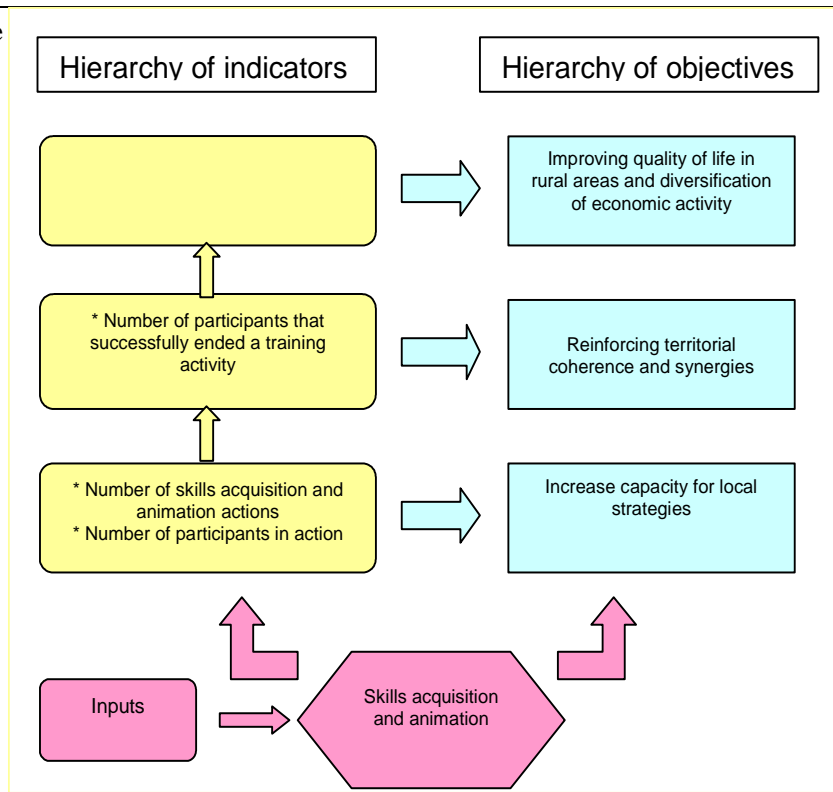 e
Hierarchy of indicators
Hierarchy of objectives
Improving quality of life in
rural areas and diversification
of economic activity
* Number of participants that
successfully ended a training
activity
Reinforcing territorial
coherence and synergies
* Number of skills acquisition and
animation actions
* Number of participants in action
Increase capacity for local
strategies
Inputs
Skills acquisition
and animation